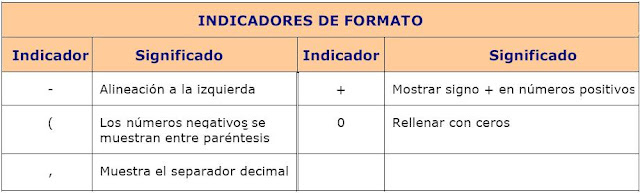 INDICADORES DE FORMATO
Indicador Significado Indicador Significado
- Alineación a la izquierda + Mostrar signo + en números positivos
( Los números negativos se muestran entre paréntesis 0 Rellenar con ceros
, Muestra el separador decimal